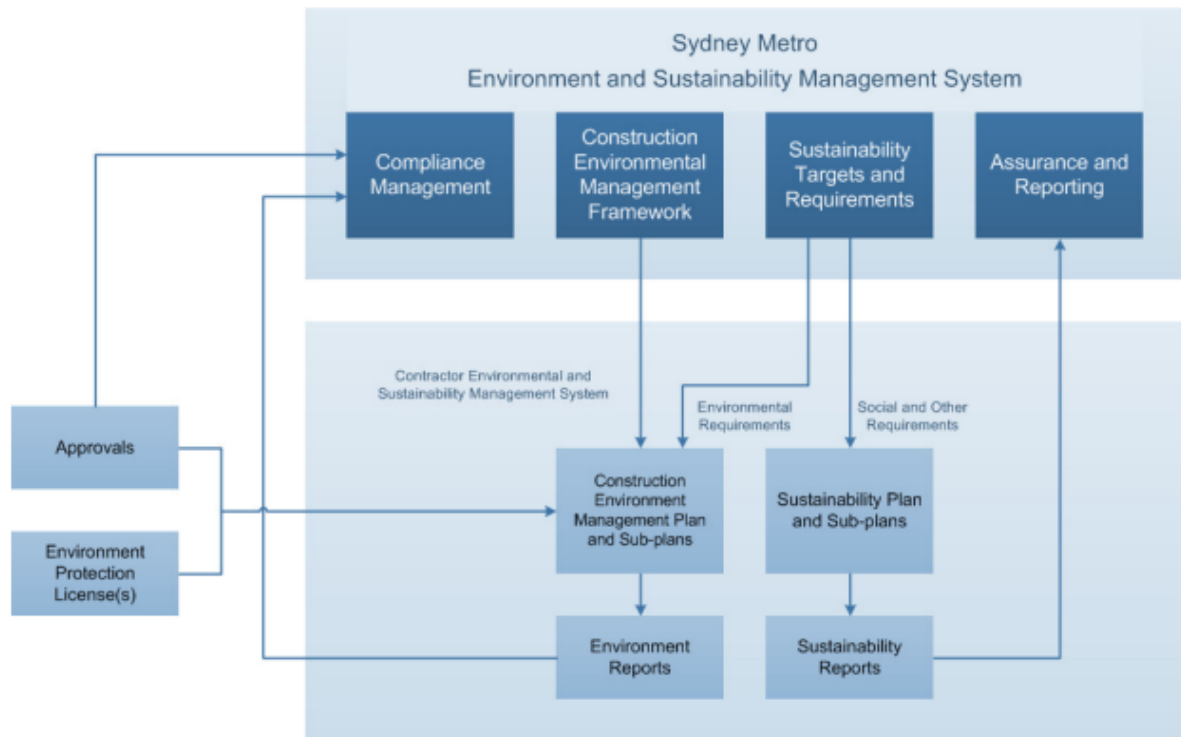 Sydney Metro
Environment and Sustainability Management System
Compliance
Management
Construction
Environmental
Management
Framework
Sustainability
Targets and
Requirements
Assurance and
Reporting
Contractor Environmental and
Sustainability Management System
Environmental
Requirements
Social and Other
Requirements
Approvals
Construction
Environment
Management Plan
and Sub-plans
Sustainability Plan
and Sub-plans
Environment
Protection
License(s)
Environment
Reports
Sustainability
Reports